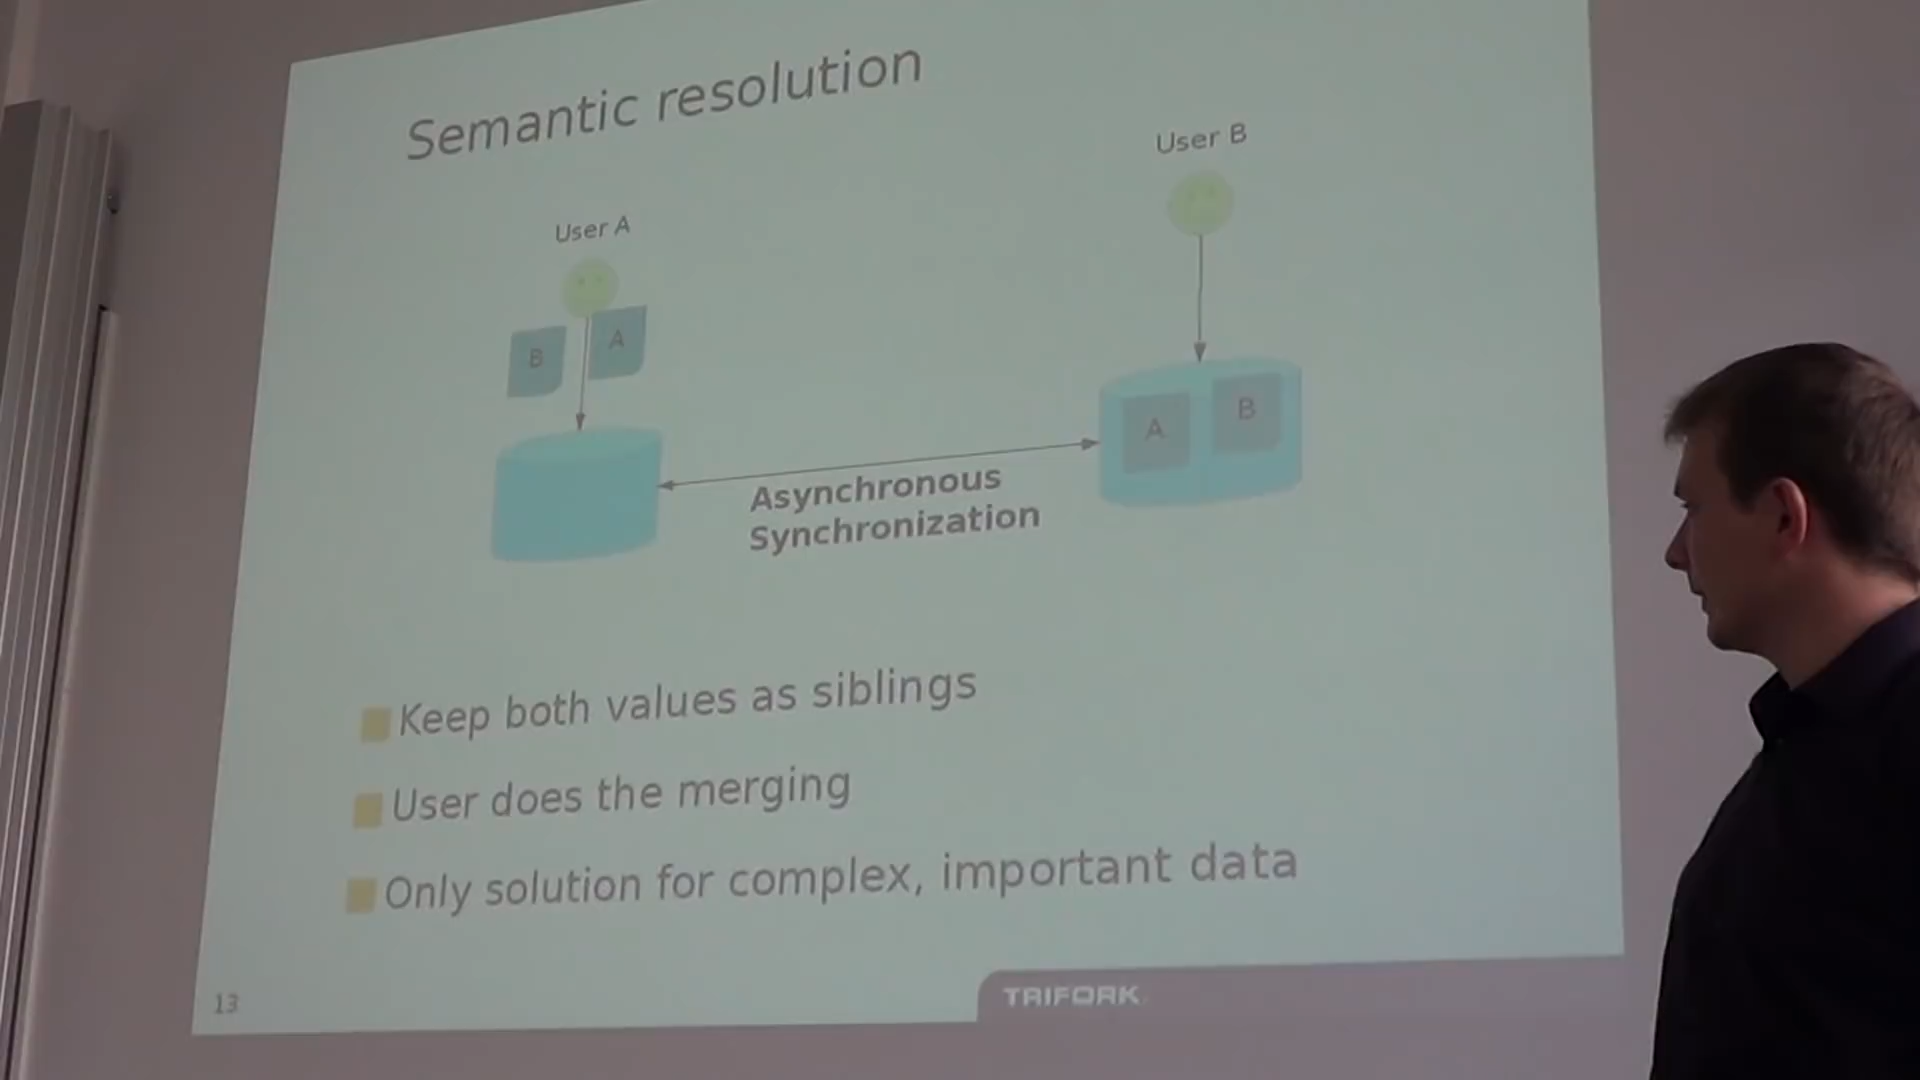 Semantic resolution
User B
User A
B
A
A
B
Asynchronous
Synchronization
Keep both values as siblings
User does the merging
Only solution for complex, important data
13
TRIFORK